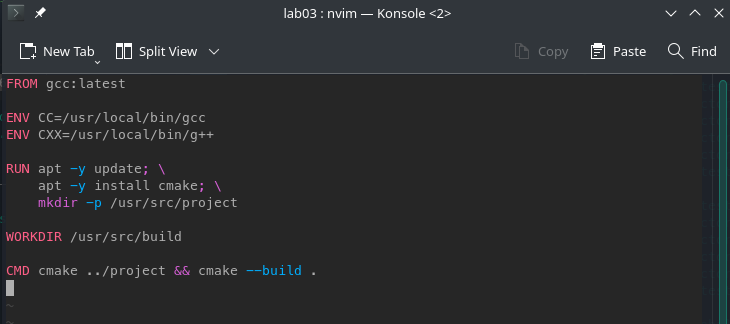 lab03 : nvim — Konsole <2>
New Tab Split View Copy Paste Find
FROM gcc:latest
ENV CC=/usr/local/bin/gcc
ENV CXX=/usr/local/bin/g++
RUN apt -y update; \
apt -y install cmake; \
mkdir -p /usr/src/project
WORKDIR /usr/src/build
CMD cmake ../project && cmake --build .
~
~